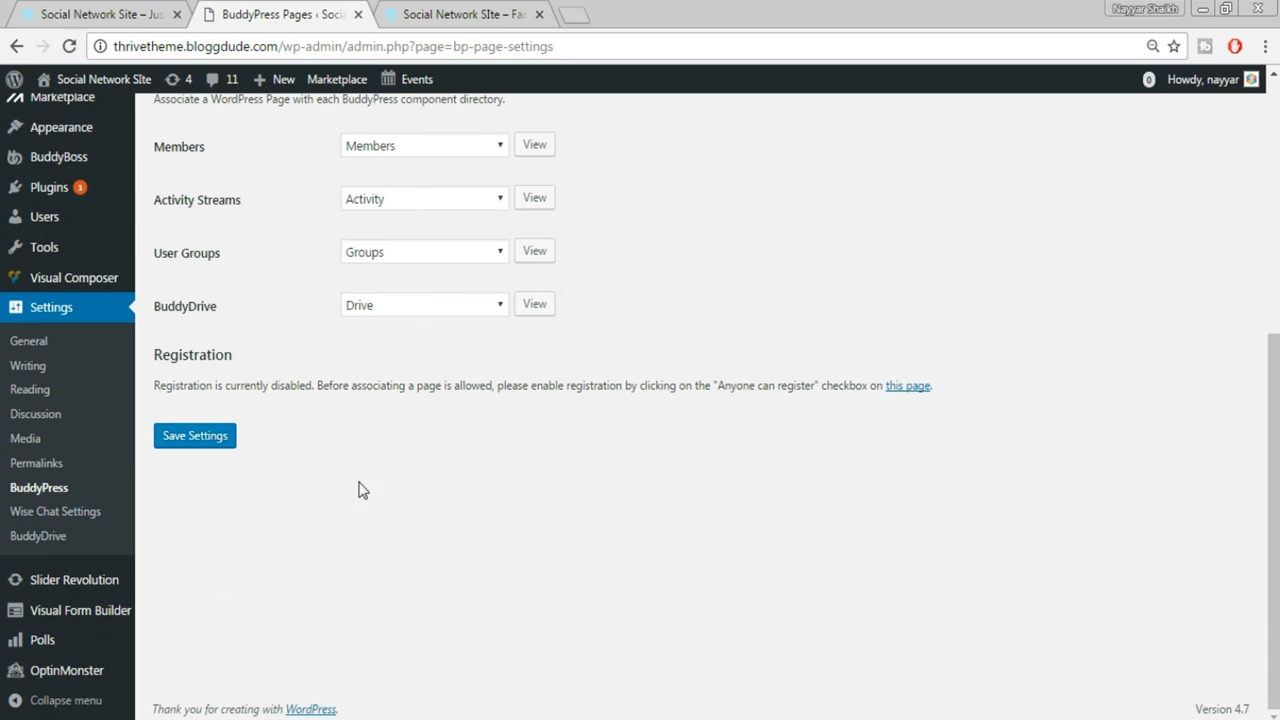 Social Network Site – Jus
BuddyPress Pages ‹ Socia
Social Network SIte – Fac
Nayyar Shaikh
thrivetheme.bloggdude.com/wp-admin/admin.php?page=bp-page-settings
Social Network SIte 4 11 New Marketplace Events 0 Howdy, nayyar
Marketplace
Appearance
BuddyBoss
Plugins 3
Users
Tools
Visual Composer
Settings
General
Writing
Reading
Discussion
Media
Permalinks
BuddyPress
Wise Chat Settings
BuddyDrive
Slider Revolution
Visual Form Builder
Polls
OptinMonster
Collapse menu
Associate a WordPress Page with each BuddyPress component directory.
Members Members View
Activity Streams Activity View
User Groups Groups View
BuddyDrive Drive View
Registration
Registration is currently disabled. Before associating a page is allowed, please enable registration by clicking on the "Anyone can register" checkbox on this page.
Save Settings
Thank you for creating with WordPress.
Version 4.7